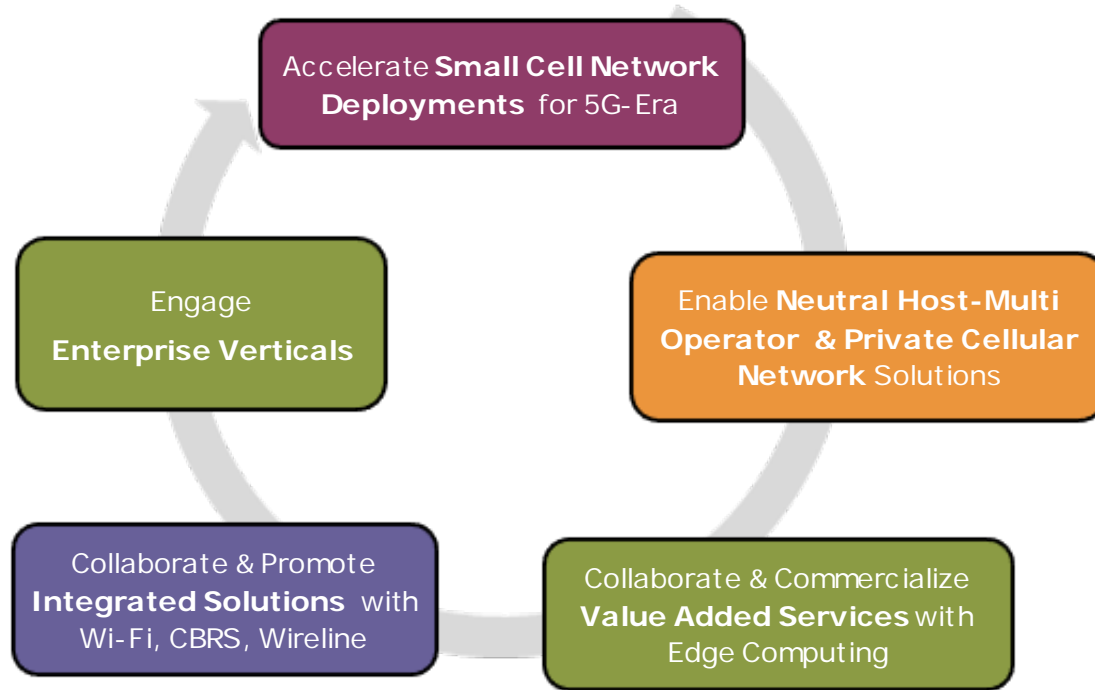 Accelerate Small Cell Network
Deployments for 5G-Era
Enable Neutral Host-Multi
Operator & Private Cellular
Network Solutions
Collaborate & Commercialize
Value Added Services with
Edge Computing
Collaborate & Promote
Integrated Solutions with
Wi-Fi, CBRS, Wireline
Engage
Enterprise Verticals